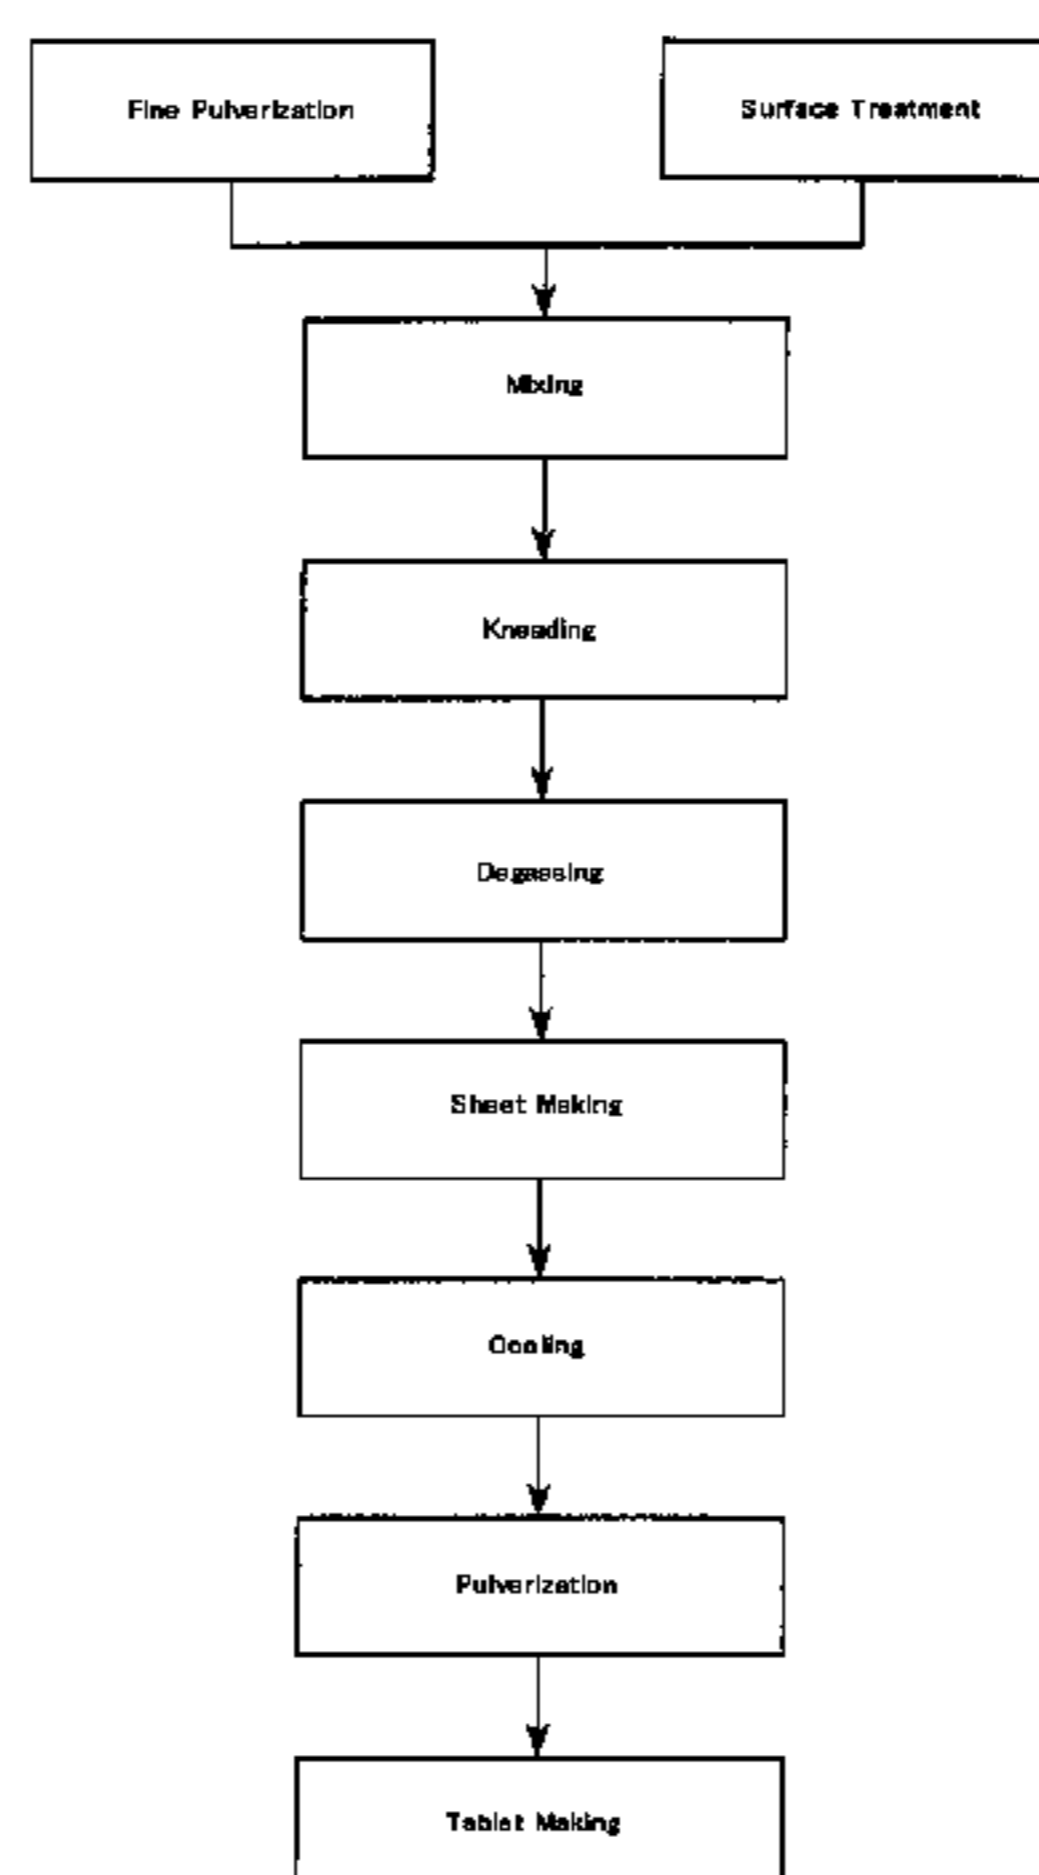 Fine Pulverization
Surface Treatment
Mixing
Kneading
Degassing
Sheet Making
Cooling
Pulverization
Tablet Making